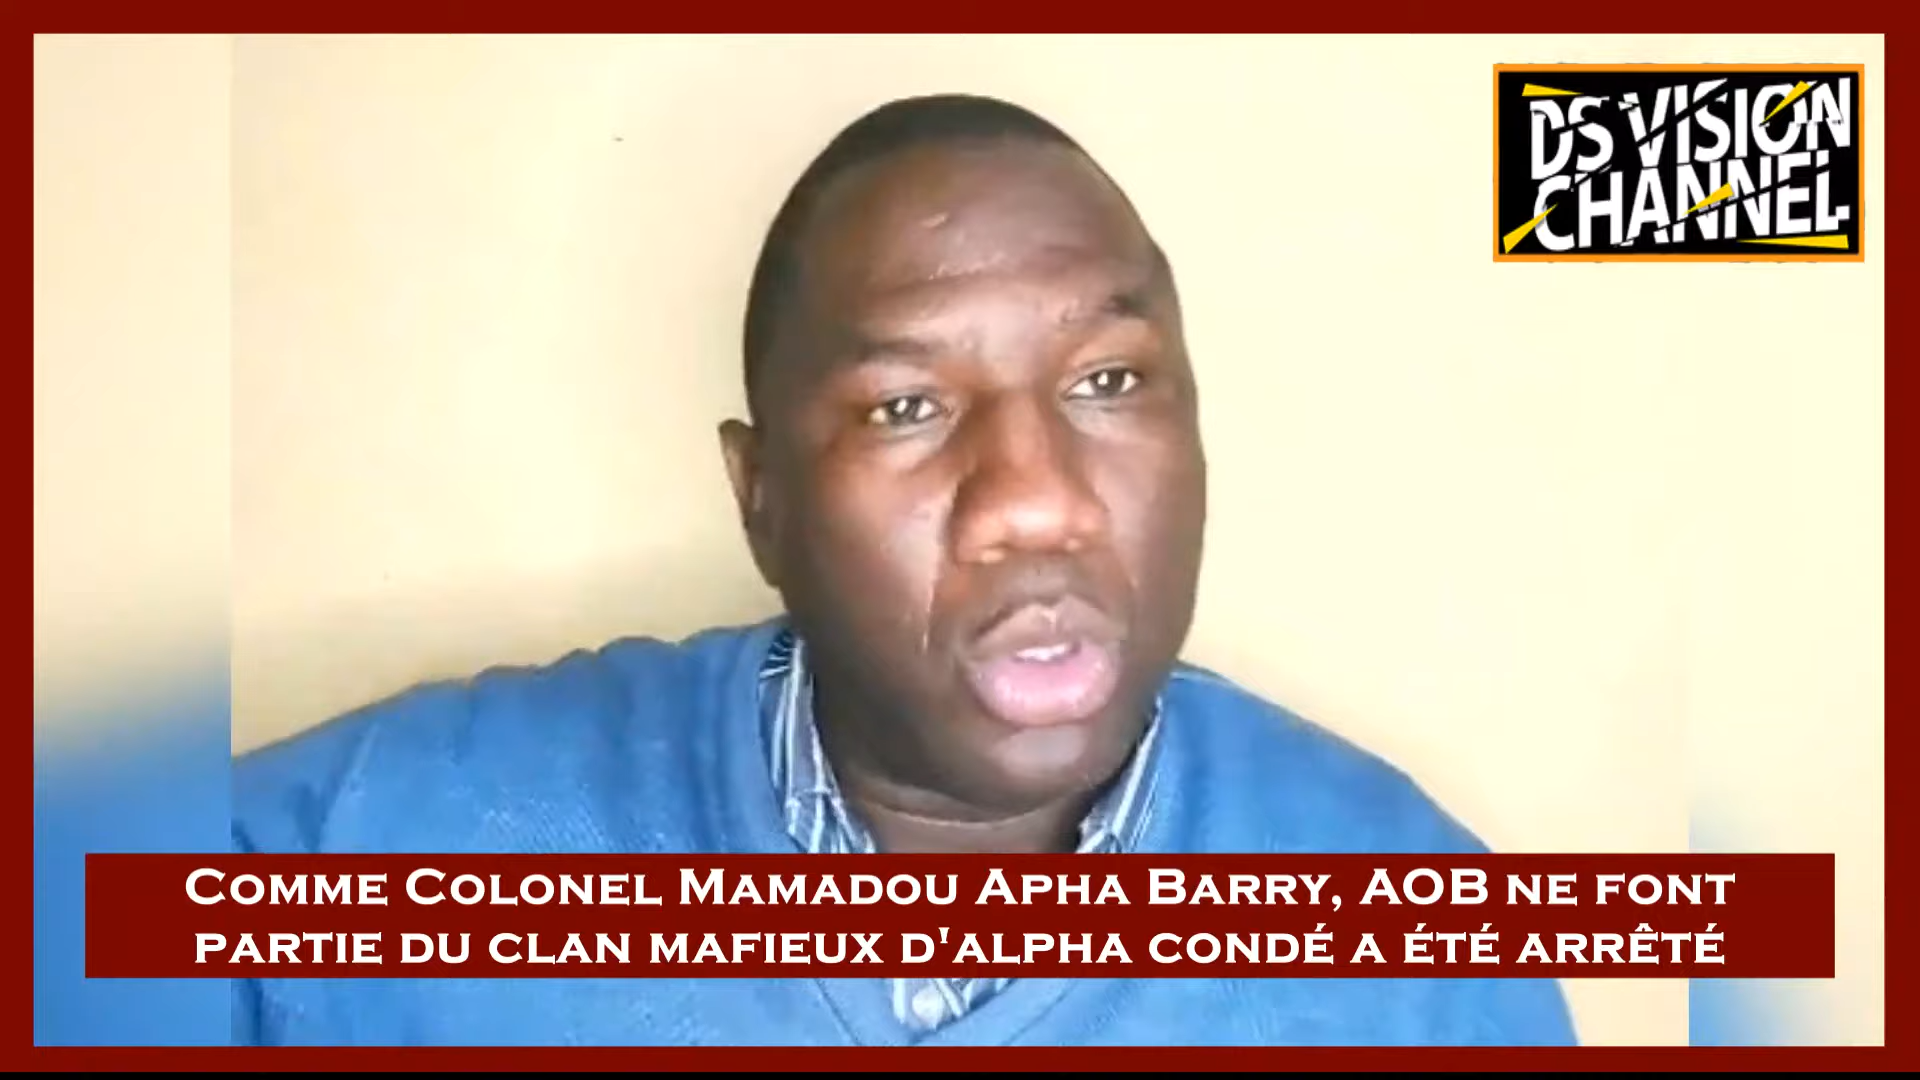 DS VISION
CHANNEL
COMME COLONEL MAMADOU APHA BARRY, AOB NE FONT
PARTIE DU CLAN MAFIEUX D'ALPHA CONDÉ A ÉTÉ ARRÊTÉ